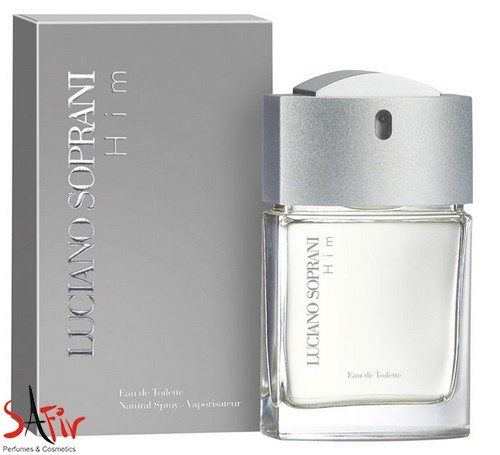 LUCIANO SOPRANI
Him
Eau de Toilette
Natural Spray - Vaporisateur
LUCIANO SOPRANI
Him
Eau de Toilette
SAFIR
Perfumes & Cosmetics